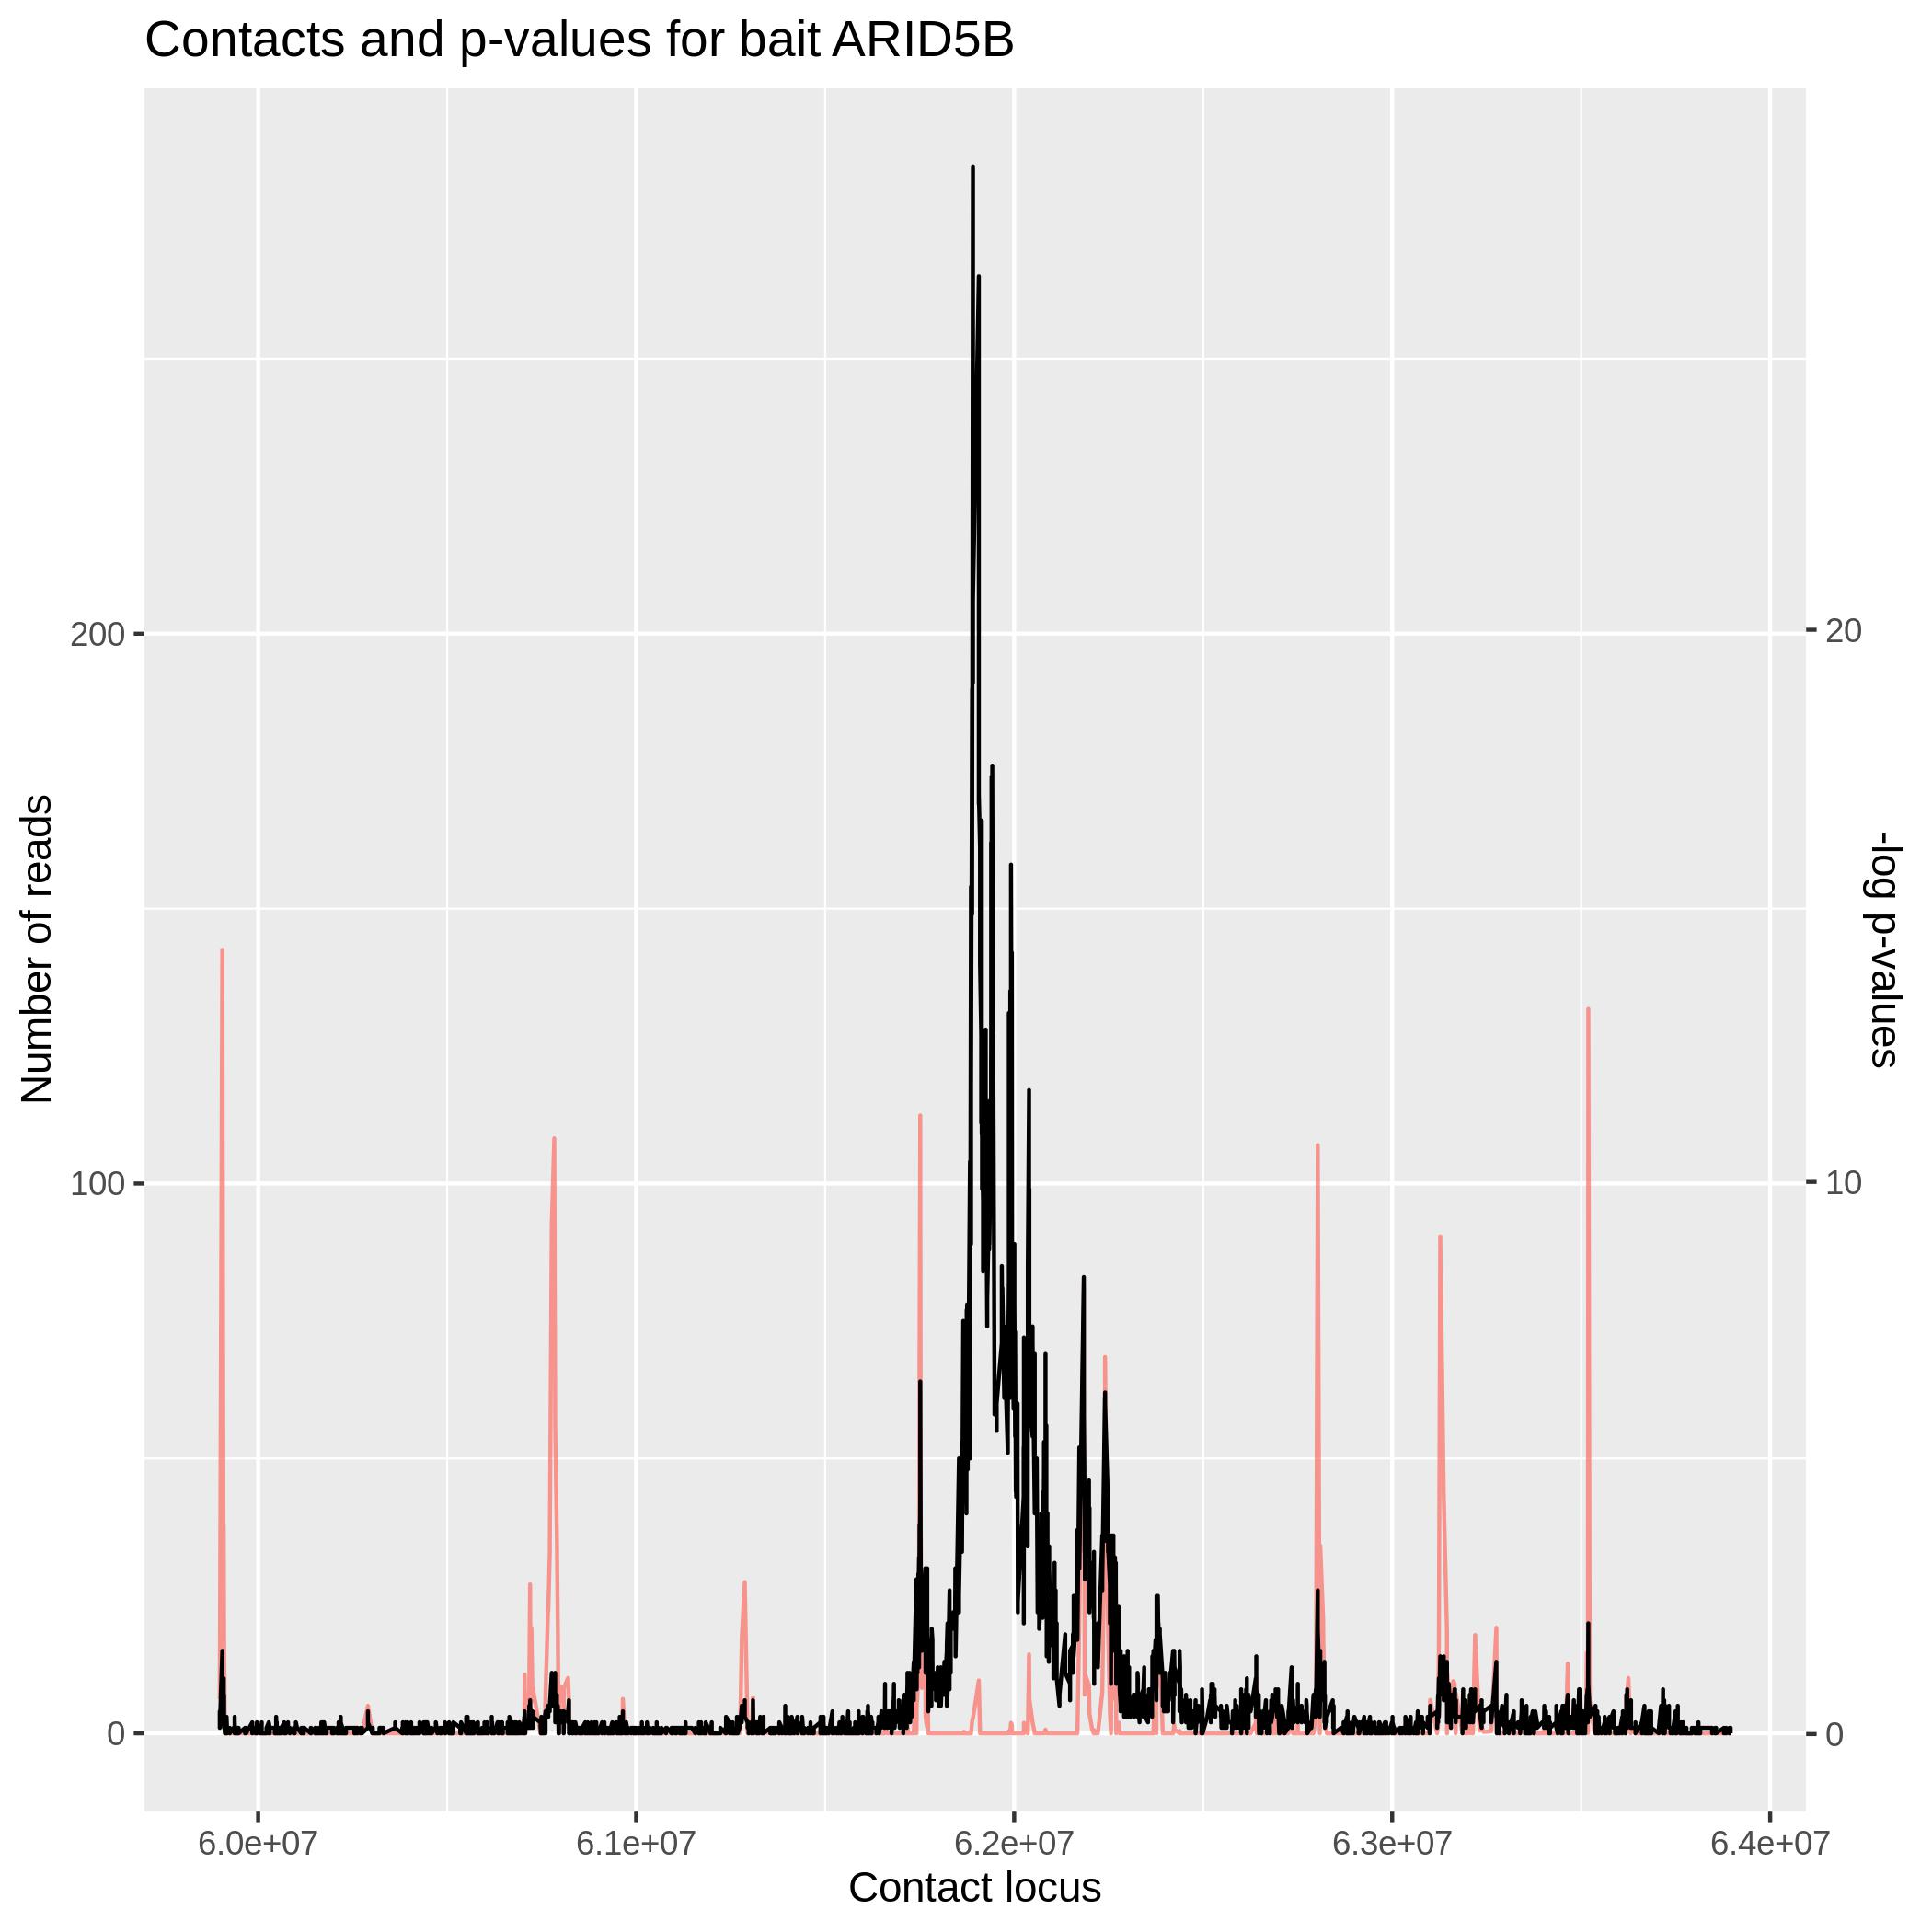 Contacts and p-values for bait ARID5B
Number of reads
200
100
0
20
10
0
-log p-values
6.0e+07 6.1e+07 6.2e+07 6.3e+07 6.4e+07
Contact locus